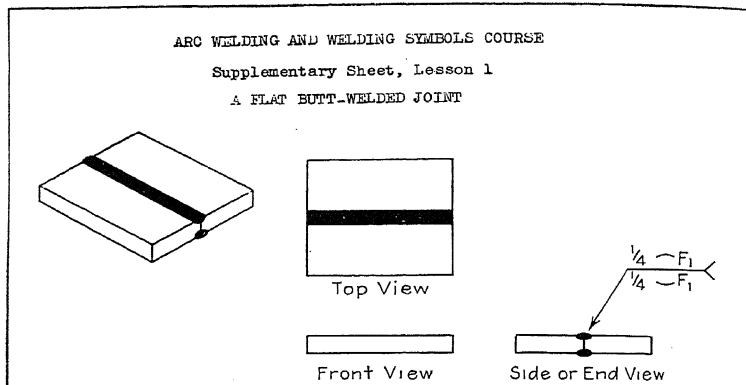 ARC WELDING AND WELDING SYMBOLS COURSE
Supplementary Sheet, Lesson 1
A FLAT BUTT-WELDED JOINT
Top View
1/4 ⌒F1
1/4 ⌒F1
Front View
Side or End View